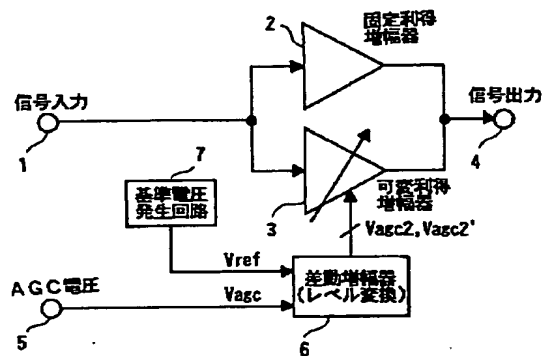 2
固定利得
増幅器
信号入力
1
信号出力
4
7
基準電圧
発生回路
3
可変利得
増幅器
Vagc2,Vagc2'
Vref
AGC電圧
Vagc
5
差動増幅器
(レベル変換)
6